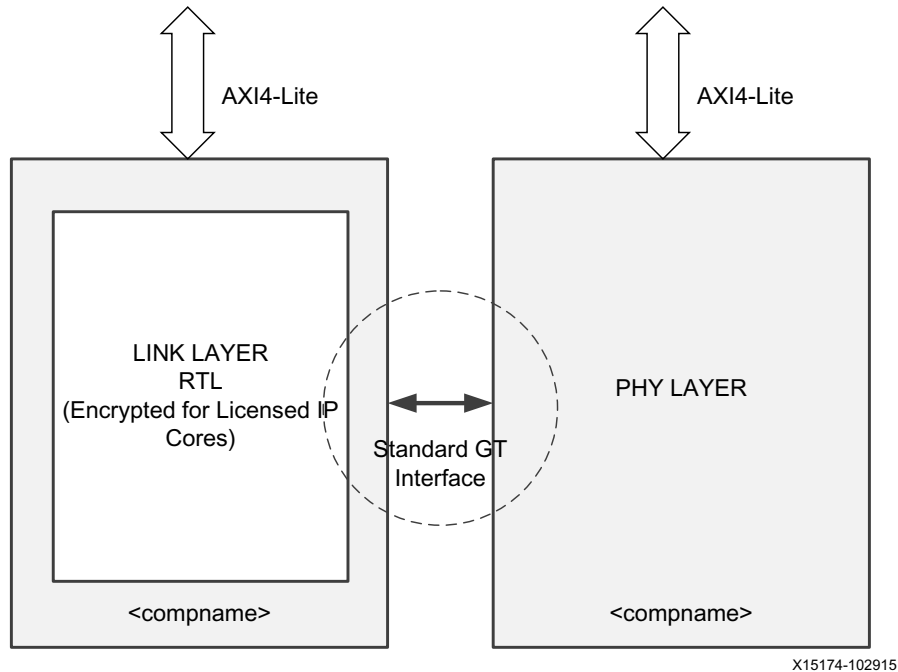 AXI4-Lite
AXI4-Lite
LINK LAYER
RTL
(Encrypted for Licensed IP
Cores)
PHY LAYER
Standard GT
Interface
<compname>
<compname>
X15174-102915